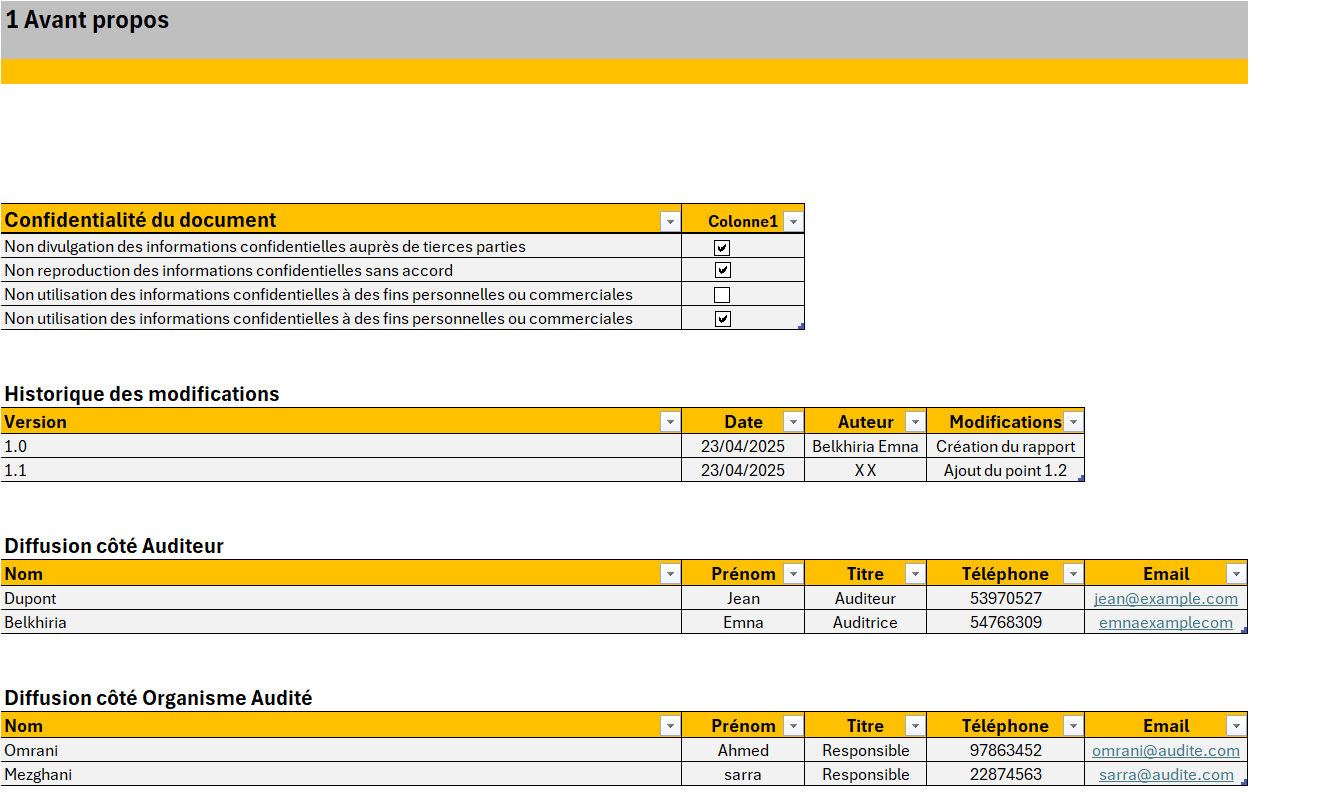 1 Avant propos
Confidentialité du document Colonne1
Non divulgation des informations confidentielles auprès de tierces parties
Non reproduction des informations confidentielles sans accord
Non utilisation des informations confidentielles à des fins personnelles ou commerciales
Non utilisation des informations confidentielles à des fins personnelles ou commerciales
Historique des modifications
Version Date Auteur Modifications
1.0 23/04/2025 Belkhiria Emna Création du rapport
1.1 23/04/2025 X X Ajout du point 1.2
Diffusion côté Auditeur
Nom Prénom Titre Téléphone Email
Dupont Jean Auditeur 53970527 jean@example.com
Belkhiria Emna Auditrice 54768309 emnaexamplecom
Diffusion côté Organisme Audité
Nom Prénom Titre Téléphone Email
Omrani Ahmed Responsible 97863452 omrani@audite.com
Mezghani sarra Responsible 22874563 sarra@audite.com